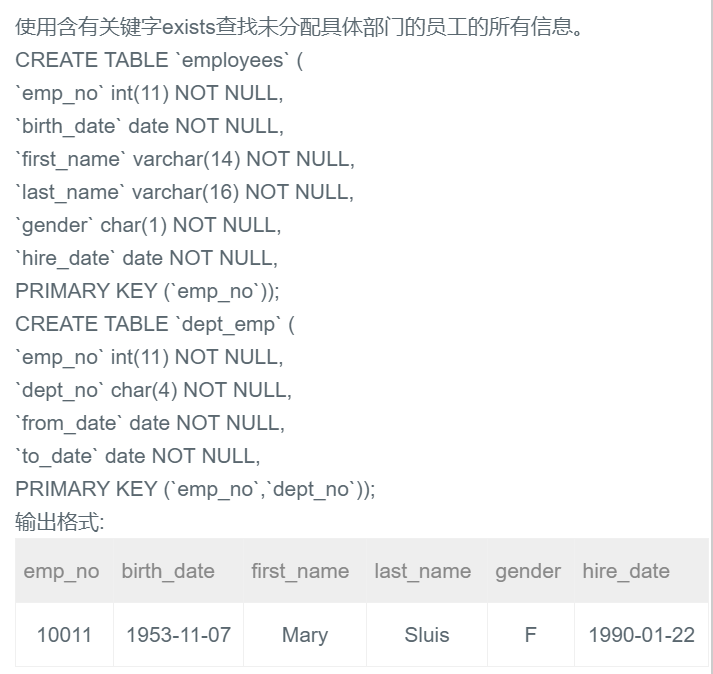 使用含有关键字exists查找未分配具体部门的员工的所有信息。
CREATE TABLE `employees` (
`emp_no` int(11) NOT NULL,
`birth_date` date NOT NULL,
`first_name` varchar(14) NOT NULL,
`last_name` varchar(16) NOT NULL,
`gender` char(1) NOT NULL,
`hire_date` date NOT NULL,
PRIMARY KEY (`emp_no`));
CREATE TABLE `dept_emp` (
`emp_no` int(11) NOT NULL,
`dept_no` char(4) NOT NULL,
`from_date` date NOT NULL,
`to_date` date NOT NULL,
PRIMARY KEY (`emp_no`,`dept_no`));
输出格式:
emp_no birth_date first_name last_name gender hire_date
10011 1953-11-07 Mary Sluis F 1990-01-22